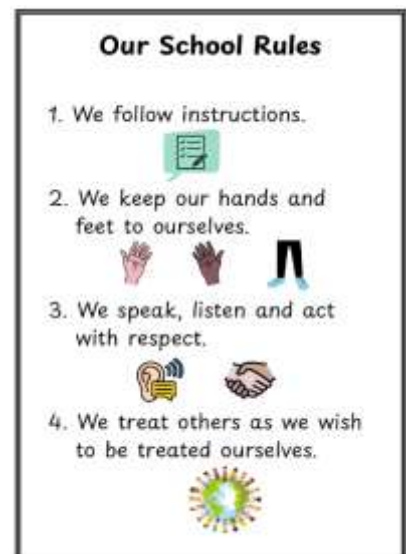 Our School Rules
1. We follow instructions.
2. We keep our hands and
feet to ourselves.
3. We speak, listen and act
with respect.
4. We treat others as we wish
to be treated ourselves.